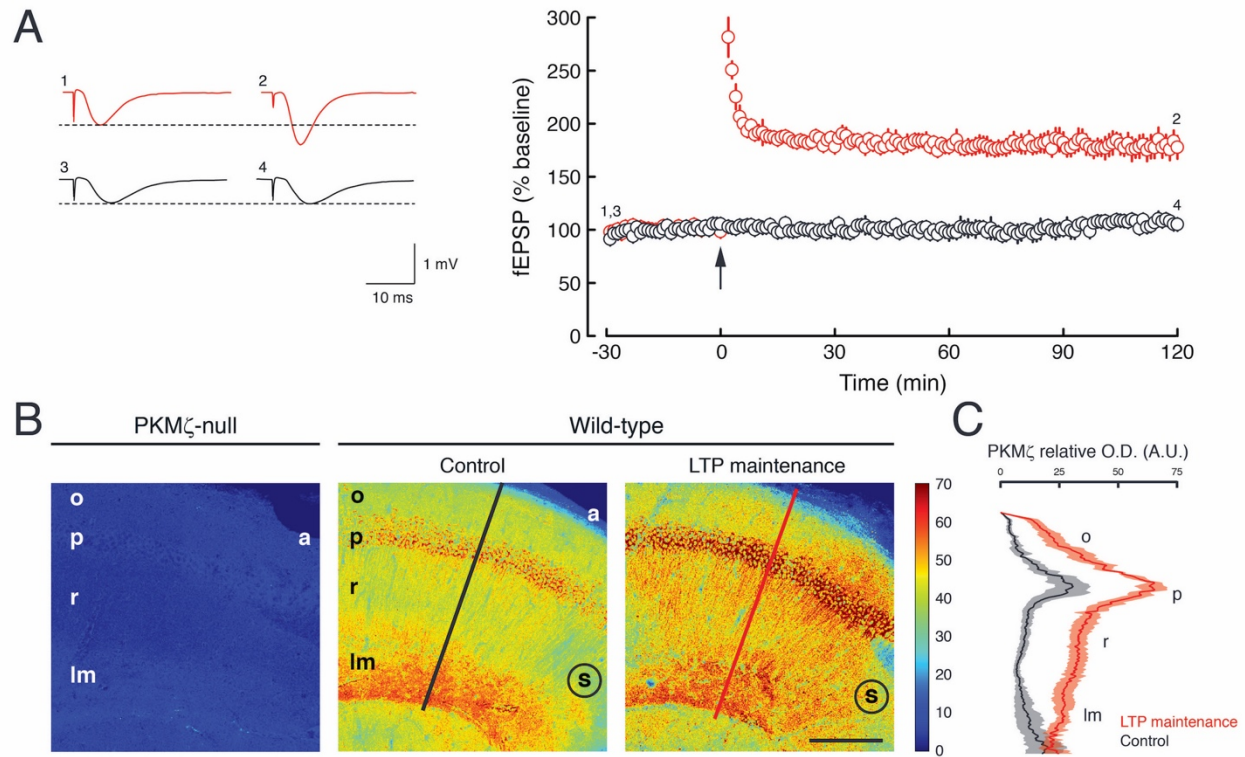 A
1
2
3
4
1 mV
10 ms
fEPSP (% baseline)
300
250
200
150
100
50
0
1,3
2
4
-30
0
30
60
90
120
Time (min)
B
PKMζ-null
Wild-type
Control
LTP maintenance
o
p
r
lm
a
o
p
r
lm
a
s
a
s
70
60
50
40
30
20
10
0
C
PKMζ relative O.D. (A.U.)
0
25
50
75
o
p
r
lm
LTP maintenance
Control